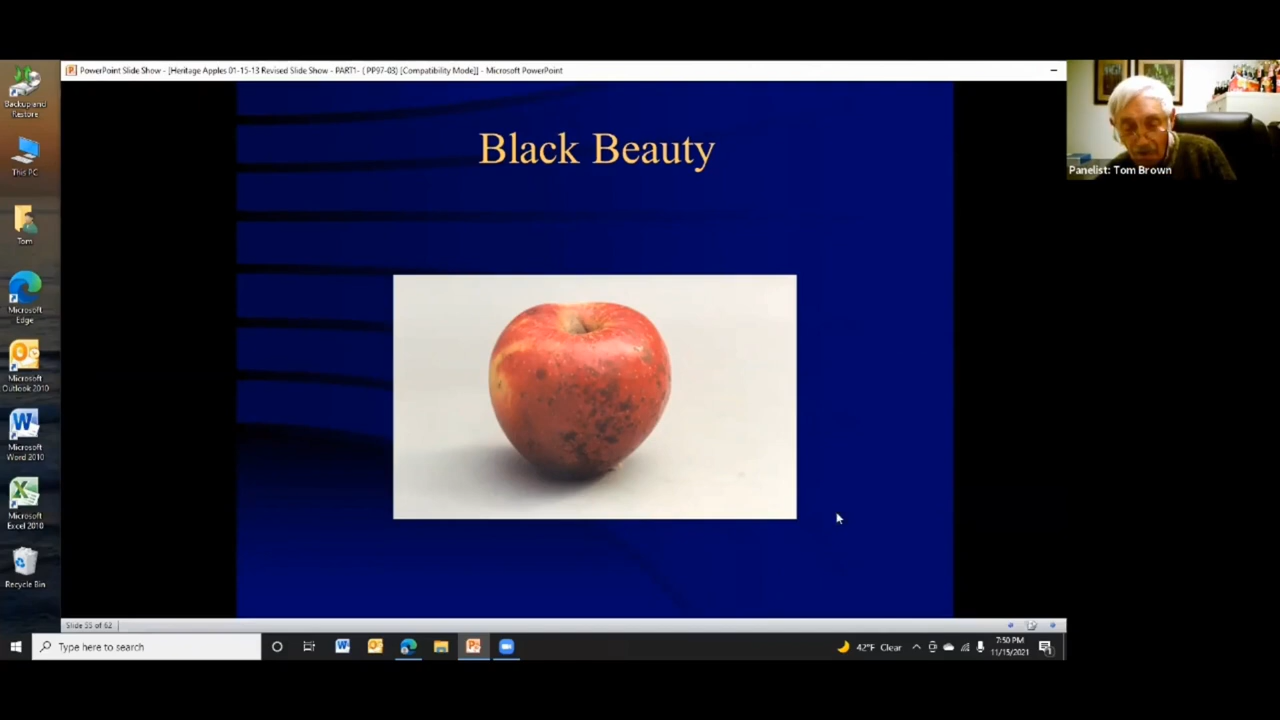 PowerPoint Slide Show - [Heritage Apples 01-15-13 Revised Slide Show - PART1- ( PP97-03) [Compatibility Mode]] - Microsoft PowerPoint
Backup and
Restore
This PC
Tom
Microsoft
Edge
Microsoft
Outlook 2010
Microsoft
Word 2010
Microsoft
Excel 2010
Recycle Bin
Black Beauty
Panelist: Tom Brown
Slide 55 of 62
Type here to search
42°F Clear
7:50 PM
11/15/2021